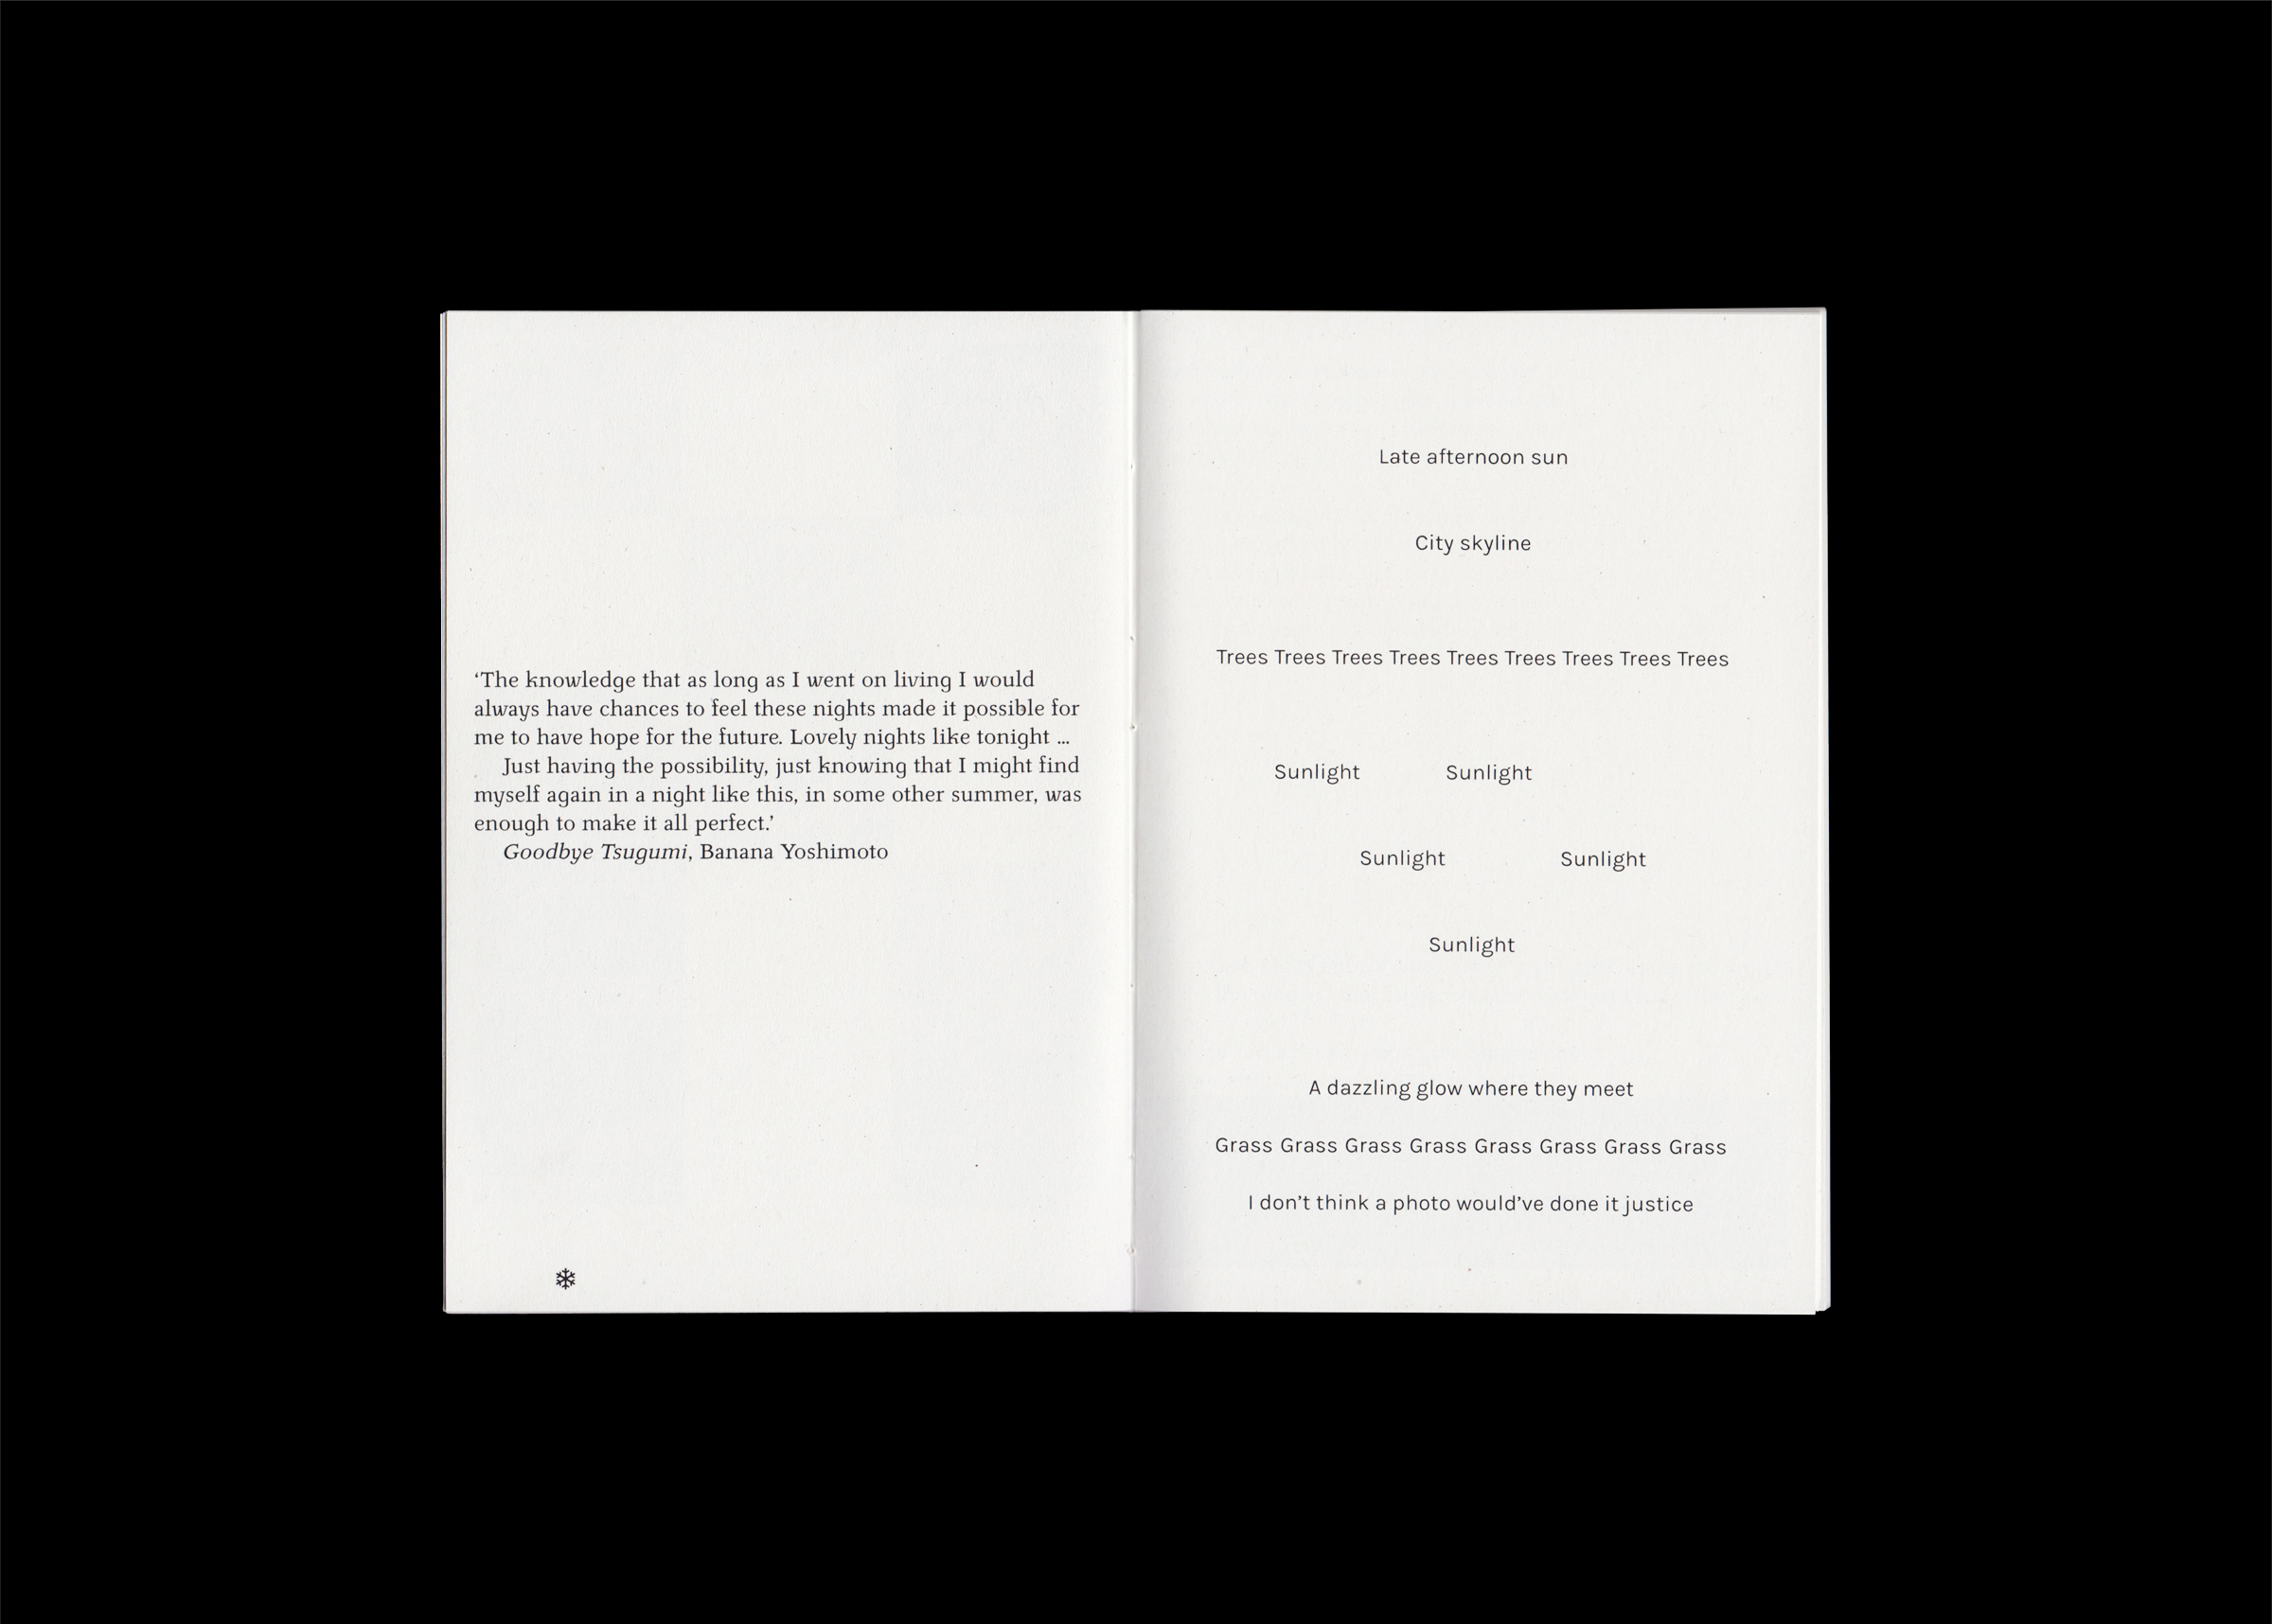 ‘The knowledge that as long as I went on living I would
always have chances to feel these nights made it possible for
me to have hope for the future. Lovely nights like tonight ...
Just having the possibility, just knowing that I might find
myself again in a night like this, in some other summer, was
enough to make it all perfect.’
Goodbye Tsugumi, Banana Yoshimoto
Late afternoon sun
City skyline
Trees Trees Trees Trees Trees Trees Trees Trees Trees
Sunlight Sunlight
Sunlight Sunlight
Sunlight
A dazzling glow where they meet
Grass Grass Grass Grass Grass Grass Grass Grass
I don’t think a photo would’ve done it justice